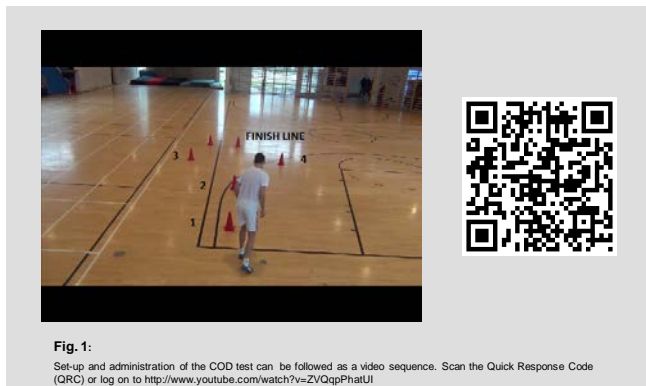 FINISH LINE
3
4
2
1
Fig. 1:
Set-up and administration of the COD test can be followed as a video sequence. Scan the Quick Response Code
(QRC) or log on to http://www.youtube.com/watch?v=ZVQqpPhatUI